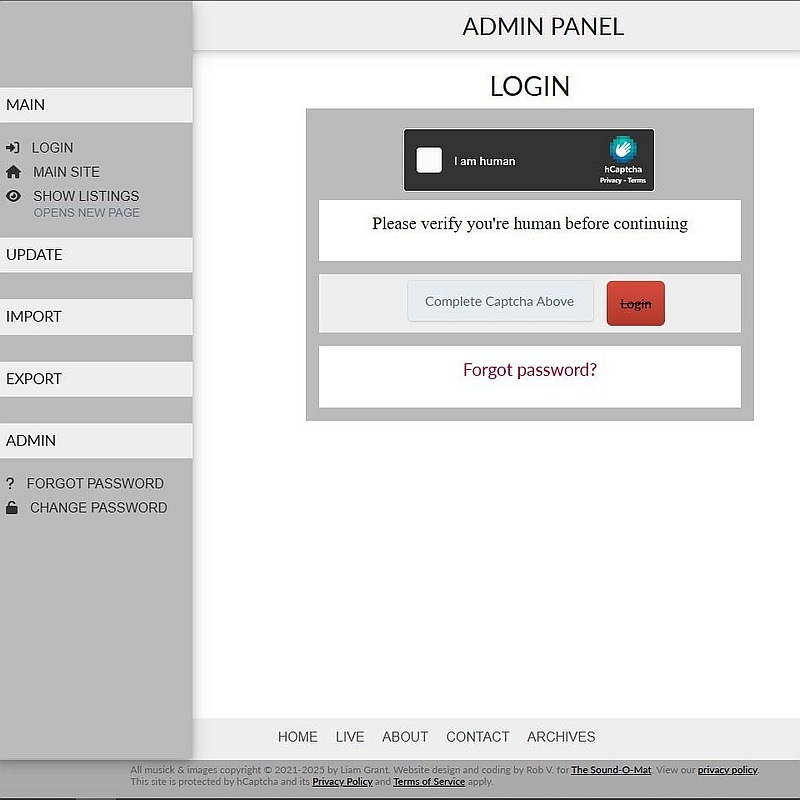 ADMIN PANEL
MAIN
LOGIN
MAIN SITE
SHOW LISTINGS
OPENS NEW PAGE
UPDATE
IMPORT
EXPORT
ADMIN
FORGOT PASSWORD
CHANGE PASSWORD
LOGIN
I am human
hCaptcha
Privacy - Terms
Please verify you're human before continuing
Complete Captcha Above
Login
Forgot password?
HOME LIVE ABOUT CONTACT ARCHIVES
All musick & images copyright © 2021-2025 by Liam Grant. Website design and coding by Rob V. for The Sound-O-Mat. View our privacy policy.
This site is protected by hCaptcha and its Privacy Policy and Terms of Service apply.